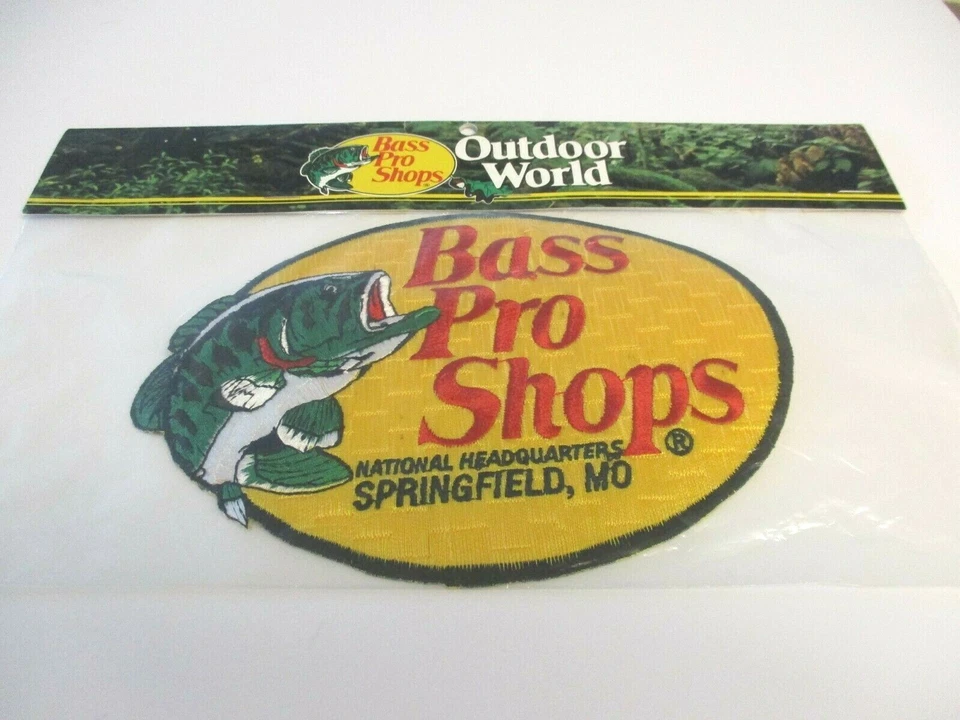 Bass
Pro
Shops®
Outdoor
World
Bass
Pro
Shops®
NATIONAL HEADQUARTERS
SPRINGFIELD, MO